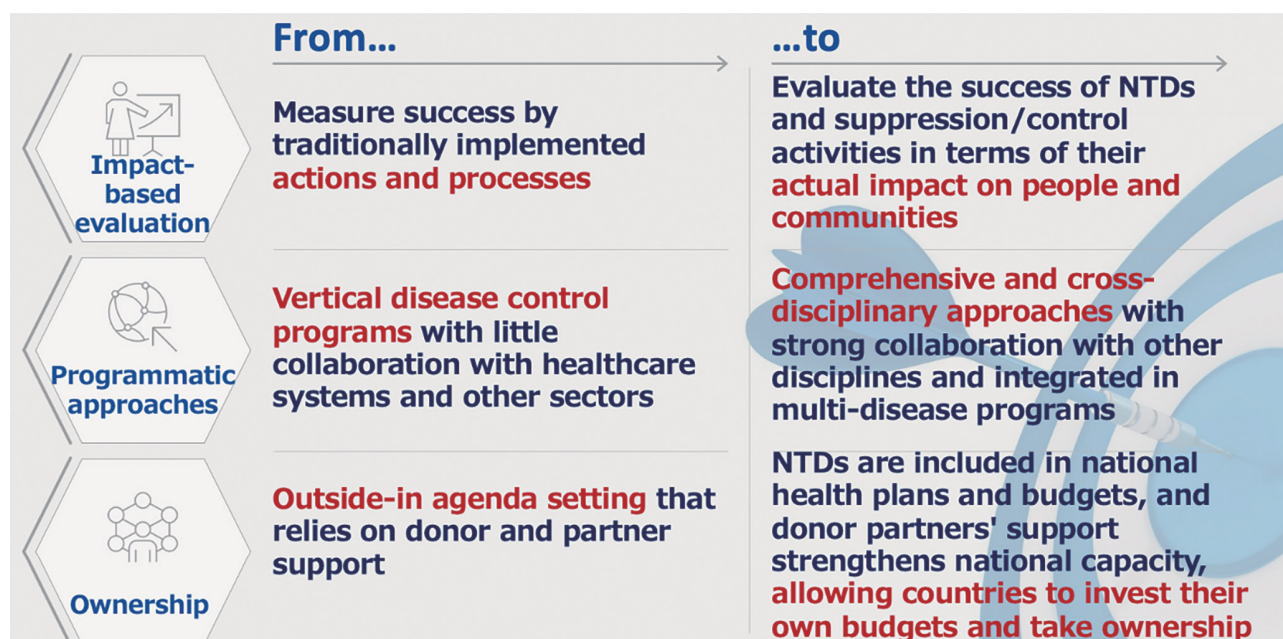 From...
...to
Impact-
based
evaluation
Measure success by
traditionally implemented
actions and processes
Evaluate the success of NTDs
and suppression/control
activities in terms of their
actual impact on people and
communities
Programmatic
approaches
Vertical disease control
programs with little
collaboration with healthcare
systems and other sectors
Comprehensive and cross-
disciplinary approaches with
strong collaboration with other
disciplines and integrated in
multi-disease programs
Ownership
Outside-in agenda setting that
relies on donor and partner
support
NTDs are included in national
health plans and budgets, and
donor partners' support
strengthens national capacity,
allowing countries to invest their
own budgets and take ownership